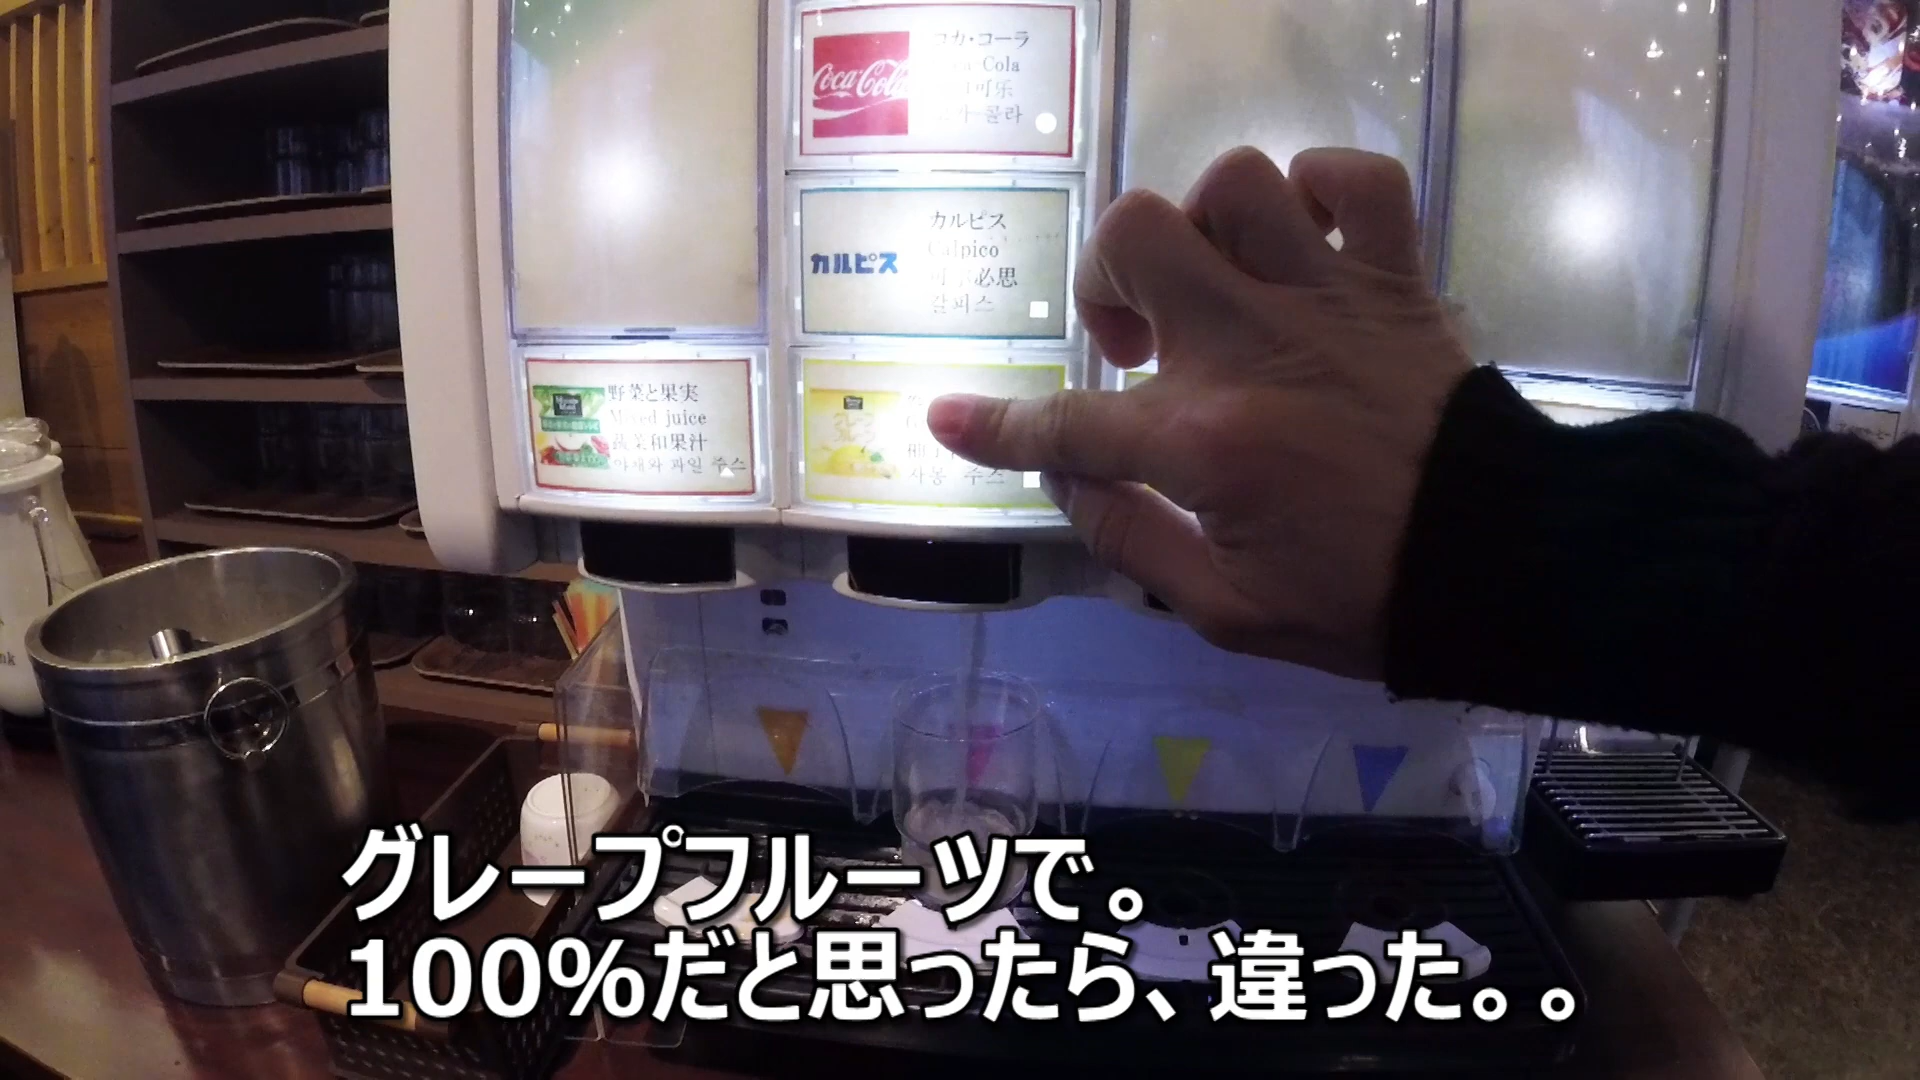 Coca-Cola
コカ・コーラ
Cola
可乐
콜라
カルピス
カルピス
Calpico
必思
갈피스
野菜と果実
Mixed juice
蔬菜和果汁
야채와 과일 주스
자몽 주스
グレープフルーツで。
100%だと思ったら、違った。。